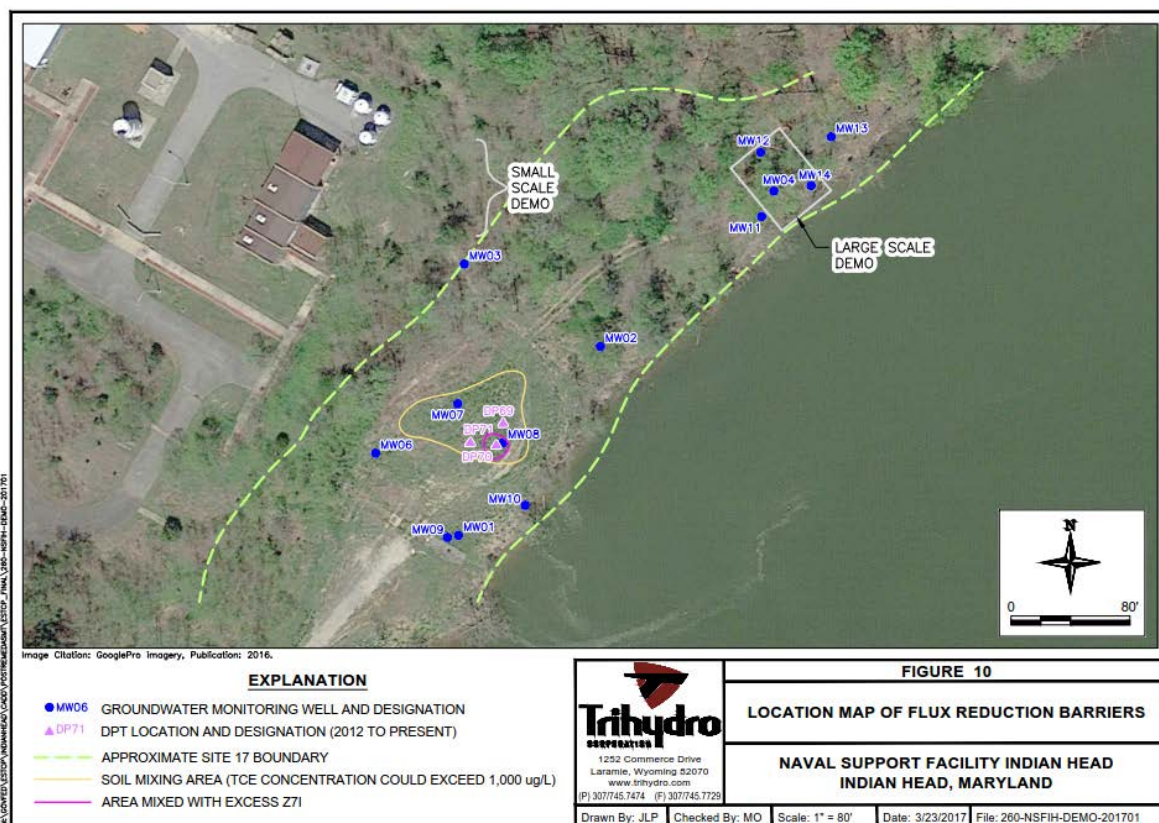 MW12
MW13
SMALL
SCALE
DEMO
MW04
MW14
MW11
LARGE SCALE
DEMO
MW03
MW02
MW07
DP69
DP71
MW08
MW06
DP70
MW10
MW09
MW01
N
0 80'
Image Citation: GooglePro imagery, Publication: 2016.
EXPLANATION
MW06 GROUNDWATER MONITORING WELL AND DESIGNATION
DP71 DPT LOCATION AND DESIGNATION (2012 TO PRESENT)
APPROXIMATE SITE 17 BOUNDARY
SOIL MIXING AREA (TCE CONCENTRATION COULD EXCEED 1,000 ug/L)
AREA MIXED WITH EXCESS Z7I
Trihydro
CORPORATION
1252 Commerce Drive
Laramie, Wyoming 82070
www.trihydro.com
(P) 307/745.7474 (F) 307/745.7729
FIGURE 10
LOCATION MAP OF FLUX REDUCTION BARRIERS
NAVAL SUPPORT FACILITY INDIAN HEAD
INDIAN HEAD, MARYLAND
Drawn By: JLP Checked By: MO Scale: 1" = 80' Date: 3/23/2017 File: 260-NSFIH-DEMO-201701